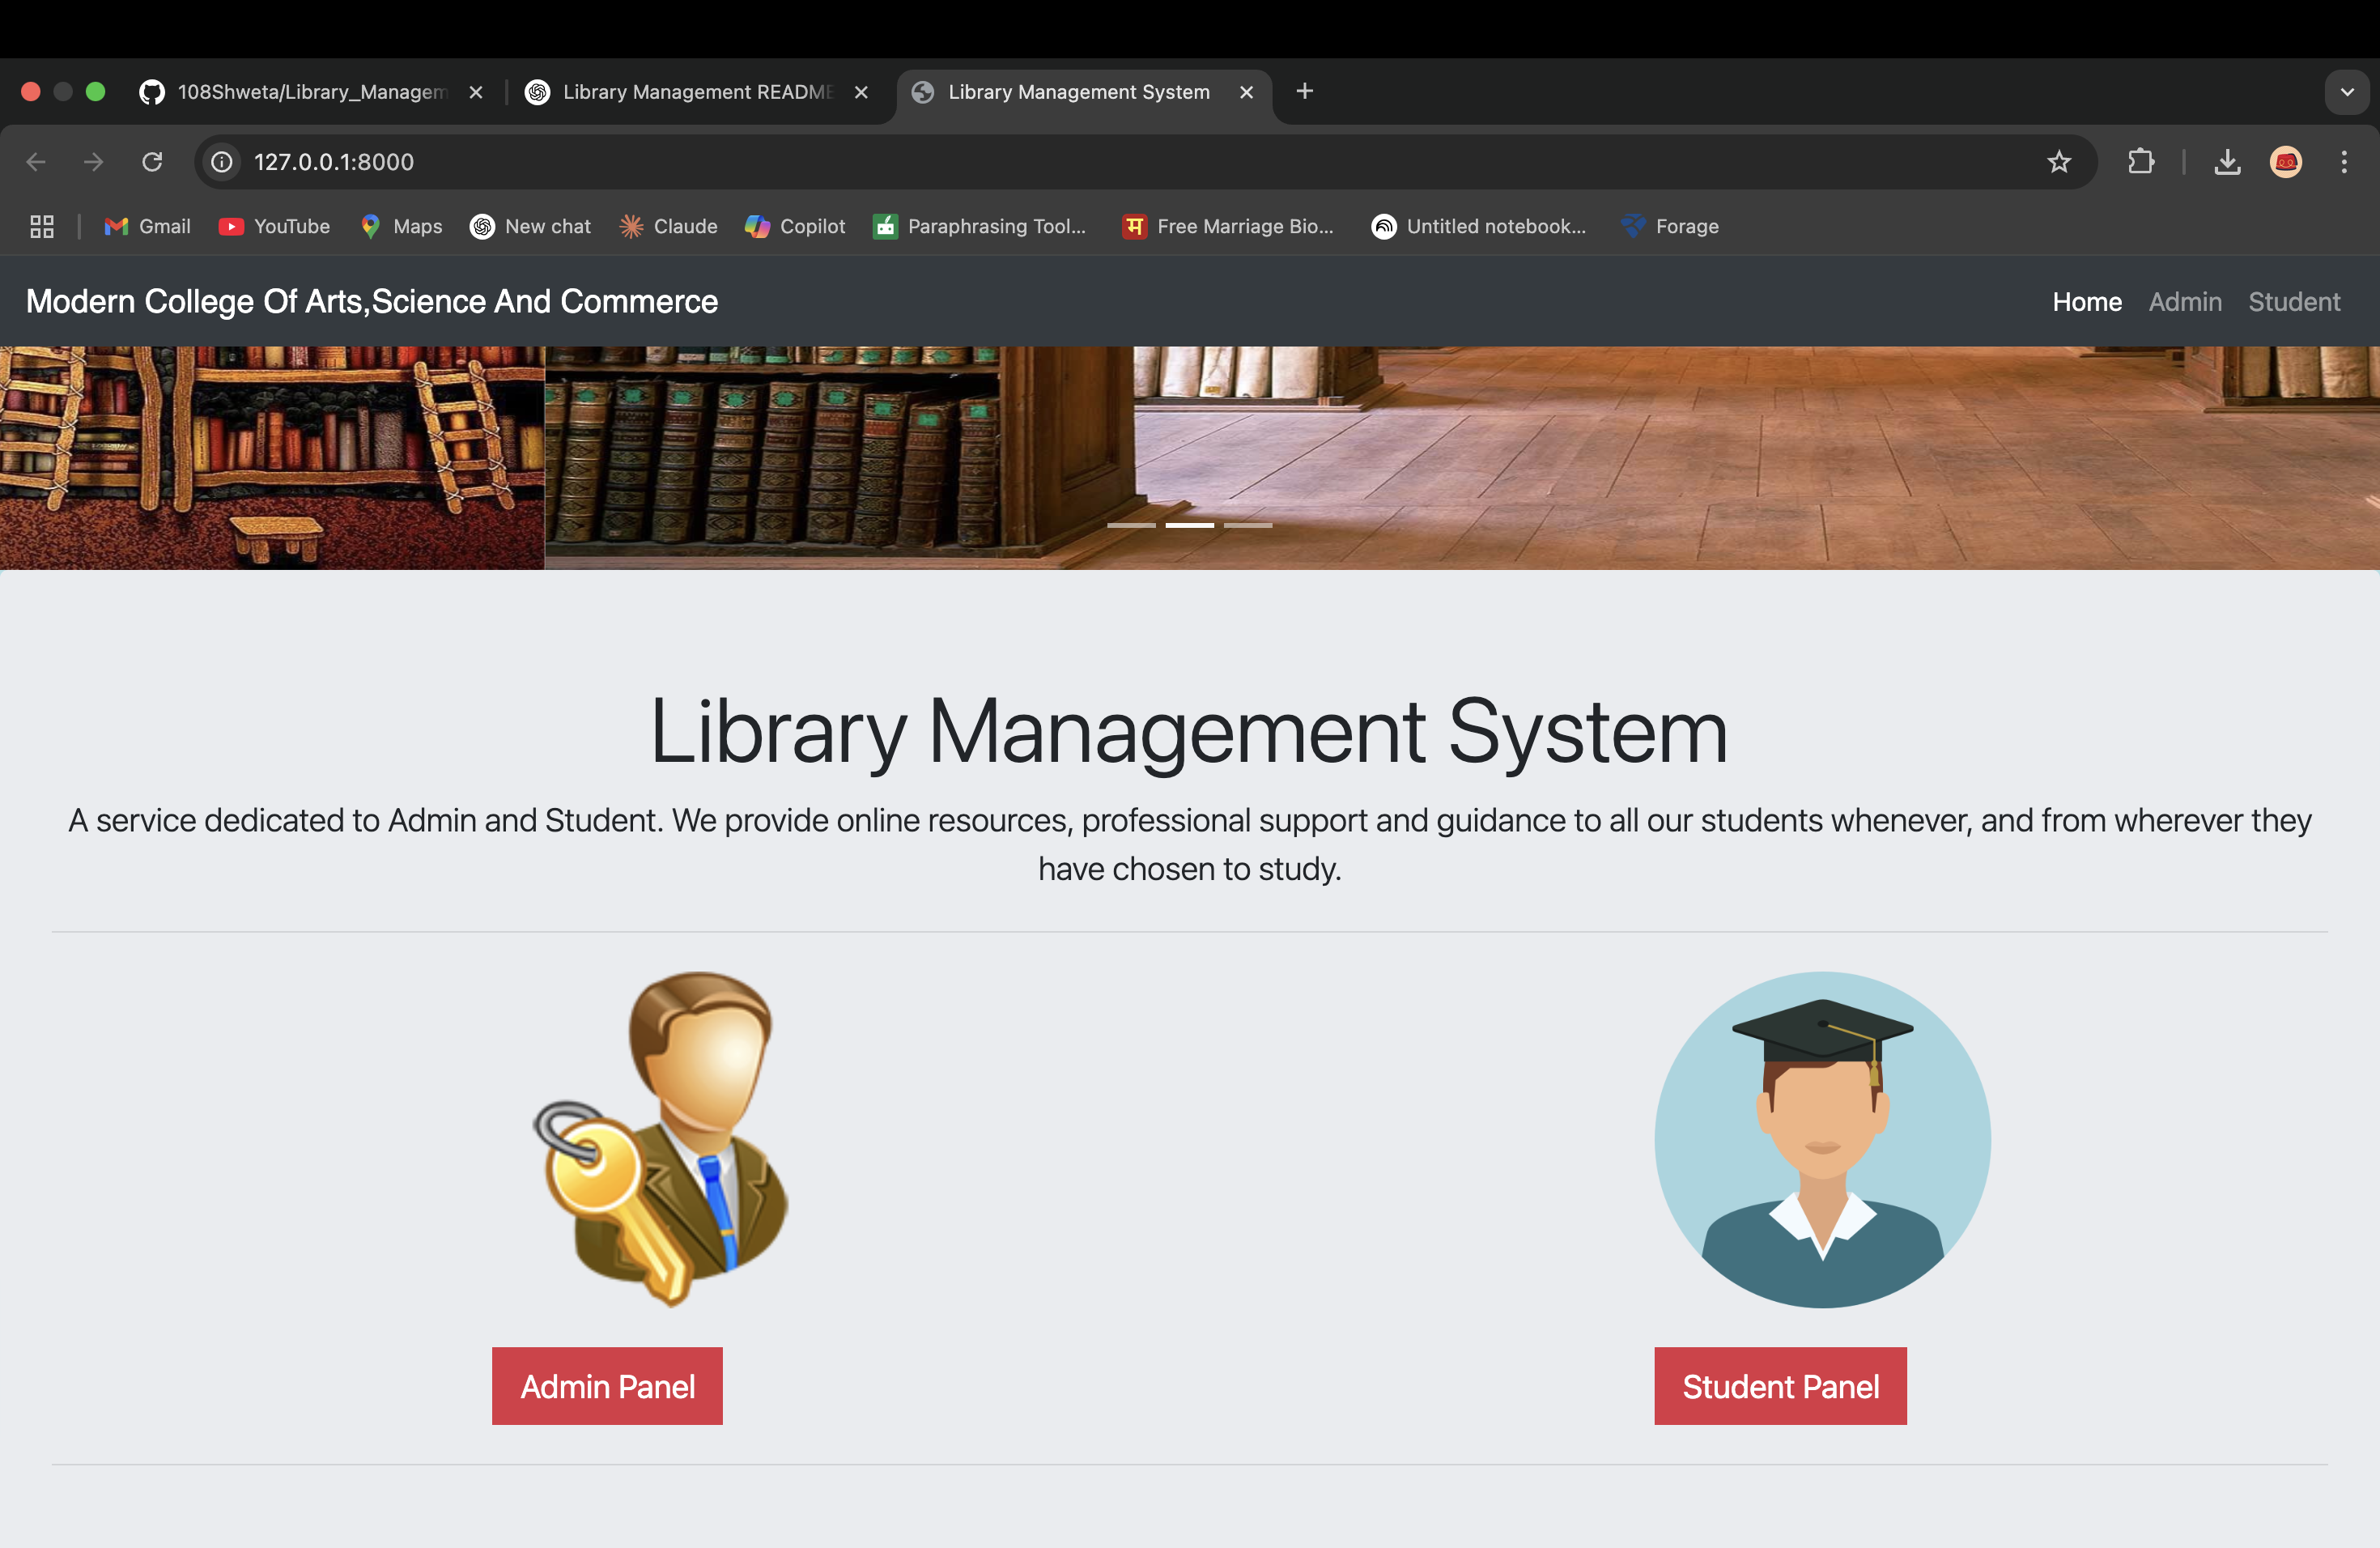 108Shweta/Library_Managem
Library Management README
Library Management System
127.0.0.1:8000
Gmail
YouTube
Maps
New chat
Claude
Copilot
Paraphrasing Tool...
मं
Free Marriage Bio...
Untitled notebook...
Forage
Modern College Of Arts,Science And Commerce
Home
Admin
Student
Library Management System
A service dedicated to Admin and Student. We provide online resources, professional support and guidance to all our students whenever, and from wherever they
have chosen to study.
Admin Panel
Student Panel